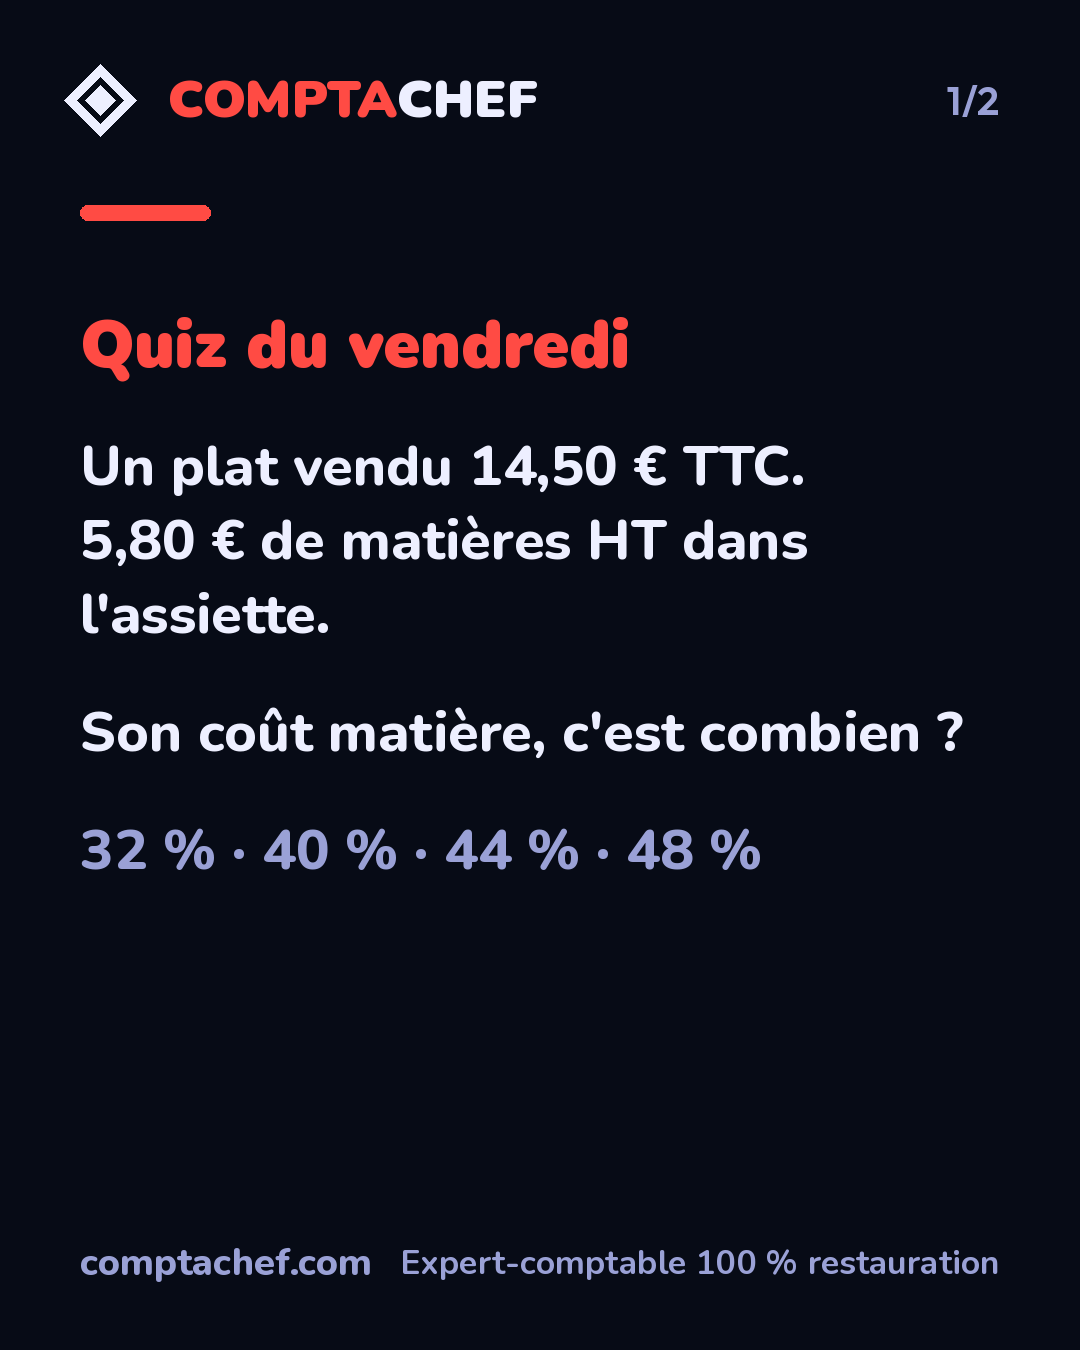 COMPTACHEF
1/2
Quiz du vendredi
Un plat vendu 14,50 € TTC.
5,80 € de matières HT dans
l'assiette.
Son coût matière, c'est combien ?
32 % · 40 % · 44 % · 48 %
comptachef.com Expert-comptable 100 % restauration